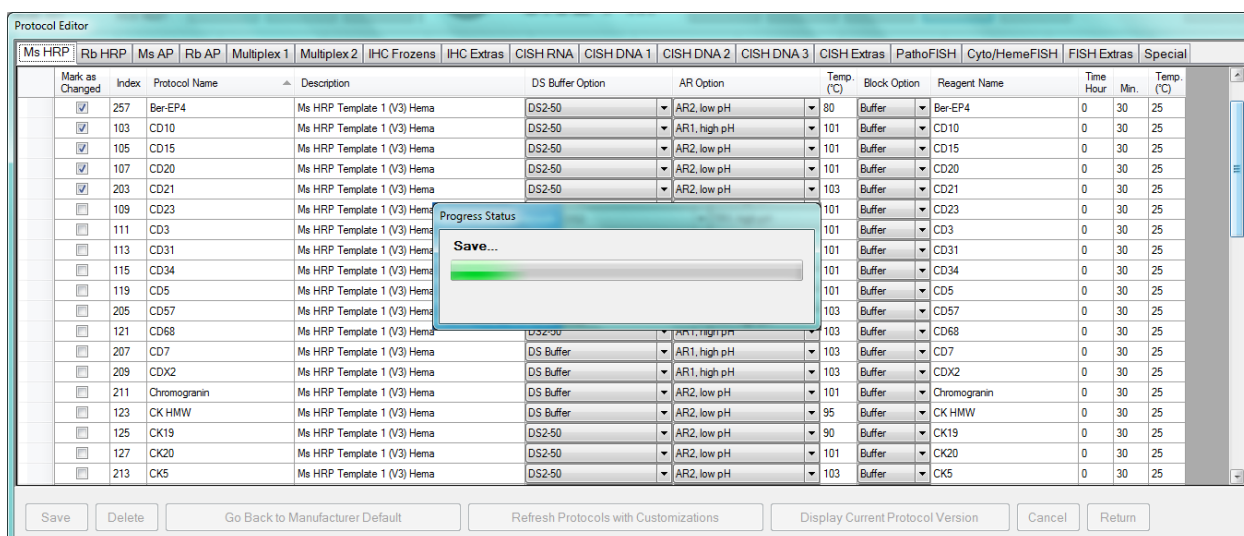 Protocol Editor
Ms HRP Rb HRP Ms AP Rb AP Multiplex 1 Multiplex 2 IHC Frozens IHC Extras CISH RNA CISH DNA 1 CISH DNA 2 CISH DNA 3 CISH Extras PathoFISH Cyto/HemeFISH FISH Extras Special
Mark as Changed Index Protocol Name Description DS Buffer Option AR Option Temp. (°C) Block Option Reagent Name Time Hour Min. Temp. (°C)
257 Ber-EP4 Ms HRP Template 1 (V3) Hema DS2-50 AR2, low pH 80 Buffer Ber-EP4 0 30 25
103 CD10 Ms HRP Template 1 (V3) Hema DS2-50 AR1, high pH 101 Buffer CD10 0 30 25
105 CD15 Ms HRP Template 1 (V3) Hema DS2-50 AR2, low pH 101 Buffer CD15 0 30 25
107 CD20 Ms HRP Template 1 (V3) Hema DS2-50 AR2, low pH 101 Buffer CD20 0 30 25
203 CD21 Ms HRP Template 1 (V3) Hema DS2-50 AR2, low pH 103 Buffer CD21 0 30 25
109 CD23 Ms HRP Template 1 (V3) Hema 101 Buffer CD23 0 30 25
111 CD3 Ms HRP Template 1 (V3) Hema 101 Buffer CD3 0 30 25
113 CD31 Ms HRP Template 1 (V3) Hema 101 Buffer CD31 0 30 25
115 CD34 Ms HRP Template 1 (V3) Hema 101 Buffer CD34 0 30 25
119 CD5 Ms HRP Template 1 (V3) Hema 101 Buffer CD5 0 30 25
205 CD57 Ms HRP Template 1 (V3) Hema 103 Buffer CD57 0 30 25
121 CD68 Ms HRP Template 1 (V3) Hema DS2-50 AR1, high pH 103 Buffer CD68 0 30 25
207 CD7 Ms HRP Template 1 (V3) Hema DS Buffer AR1, high pH 103 Buffer CD7 0 30 25
209 CDX2 Ms HRP Template 1 (V3) Hema DS Buffer AR1, high pH 103 Buffer CDX2 0 30 25
211 Chromogranin Ms HRP Template 1 (V3) Hema DS Buffer AR2, low pH 101 Buffer Chromogranin 0 30 25
123 CK HMW Ms HRP Template 1 (V3) Hema DS Buffer AR2, low pH 95 Buffer CK HMW 0 30 25
125 CK19 Ms HRP Template 1 (V3) Hema DS2-50 AR2, low pH 90 Buffer CK19 0 30 25
127 CK20 Ms HRP Template 1 (V3) Hema DS2-50 AR2, low pH 101 Buffer CK20 0 30 25
213 CK5 Ms HRP Template 1 (V3) Hema DS2-50 AR2, low pH 103 Buffer CK5 0 30 25
Progress Status
Save...
Save Delete Go Back to Manufacturer Default Refresh Protocols with Customizations Display Current Protocol Version Cancel Return